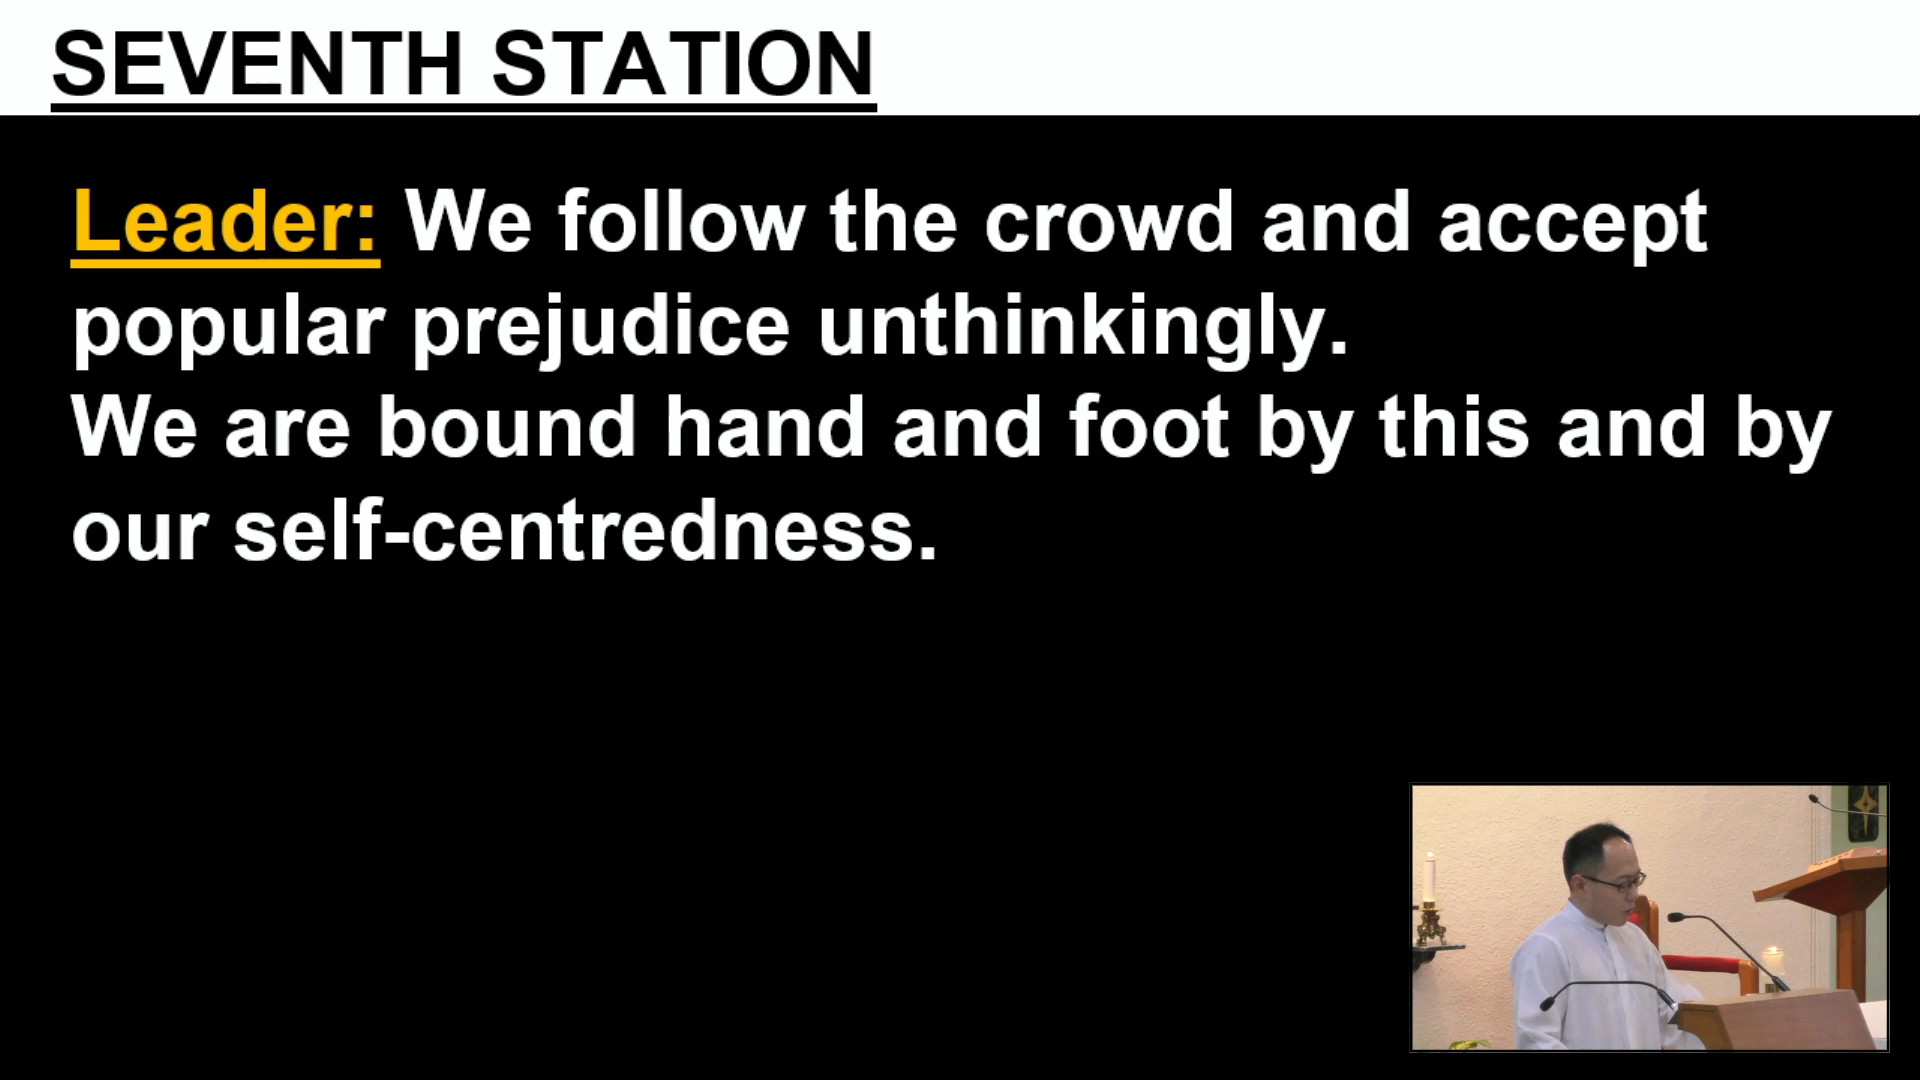 SEVENTH STATION
Leader: We follow the crowd and accept
popular prejudice unthinkingly.
We are bound hand and foot by this and by
our self-centredness.